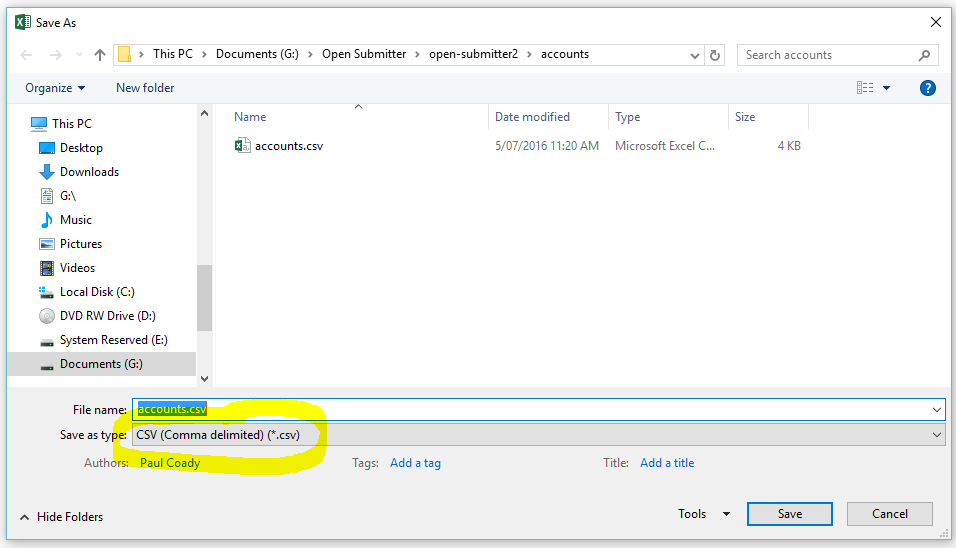 Save As
This PC > Documents (G:) > Open Submitter > open-submitter2 > accounts
Search accounts
Organize
New folder
?
Name
Date modified
Type
Size
accounts.csv
5/07/2016 11:20 AM
Microsoft Excel C...
4 KB
This PC
Desktop
Downloads
G:\
Music
Pictures
Videos
Local Disk (C:)
DVD RW Drive (D:)
System Reserved (E:)
Documents (G:)
File name: accounts.csv
Save as type: CSV (Comma delimited) (*.csv)
Authors: Paul Coady
Tags: Add a tag
Title: Add a title
Hide Folders
Tools
Save
Cancel